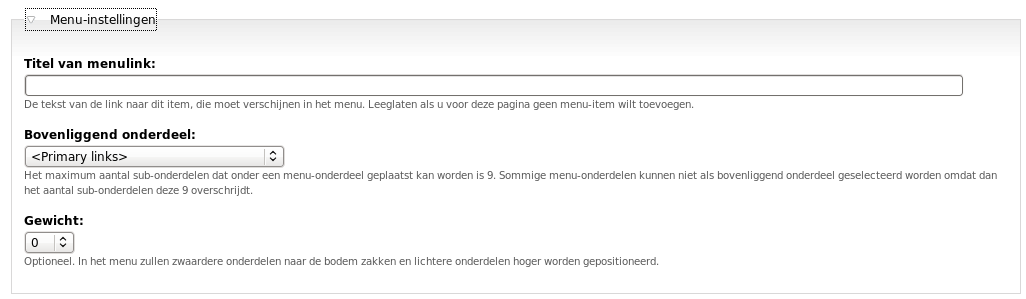 Menu-instellingen
Titel van menulink:
De tekst van de link naar dit item, die moet verschijnen in het menu. Leeglaten als u voor deze pagina geen menu-item wilt toevoegen.
Bovenliggend onderdeel:
<Primary links>
Het maximum aantal sub-onderdelen dat onder een menu-onderdeel geplaatst kan worden is 9. Sommige menu-onderdelen kunnen niet als bovenliggend onderdeel geselecteerd worden omdat dan
het aantal sub-onderdelen deze 9 overschrijdt.
Gewicht:
0
Optioneel. In het menu zullen zwaardere onderdelen naar de bodem zakken en lichtere onderdelen hoger worden gepositioneerd.